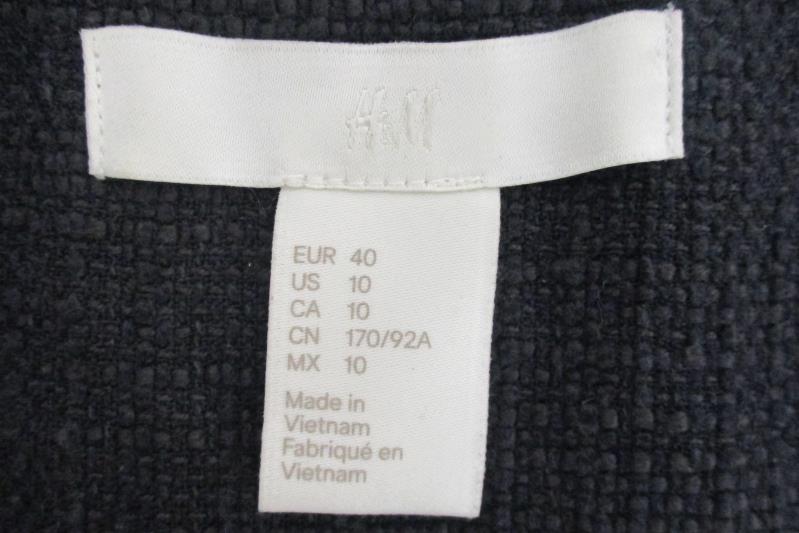 H&M
EUR 40
US 10
CA 10
CN 170/92A
MX 10
Made in
Vietnam
Fabriqué en
Vietnam